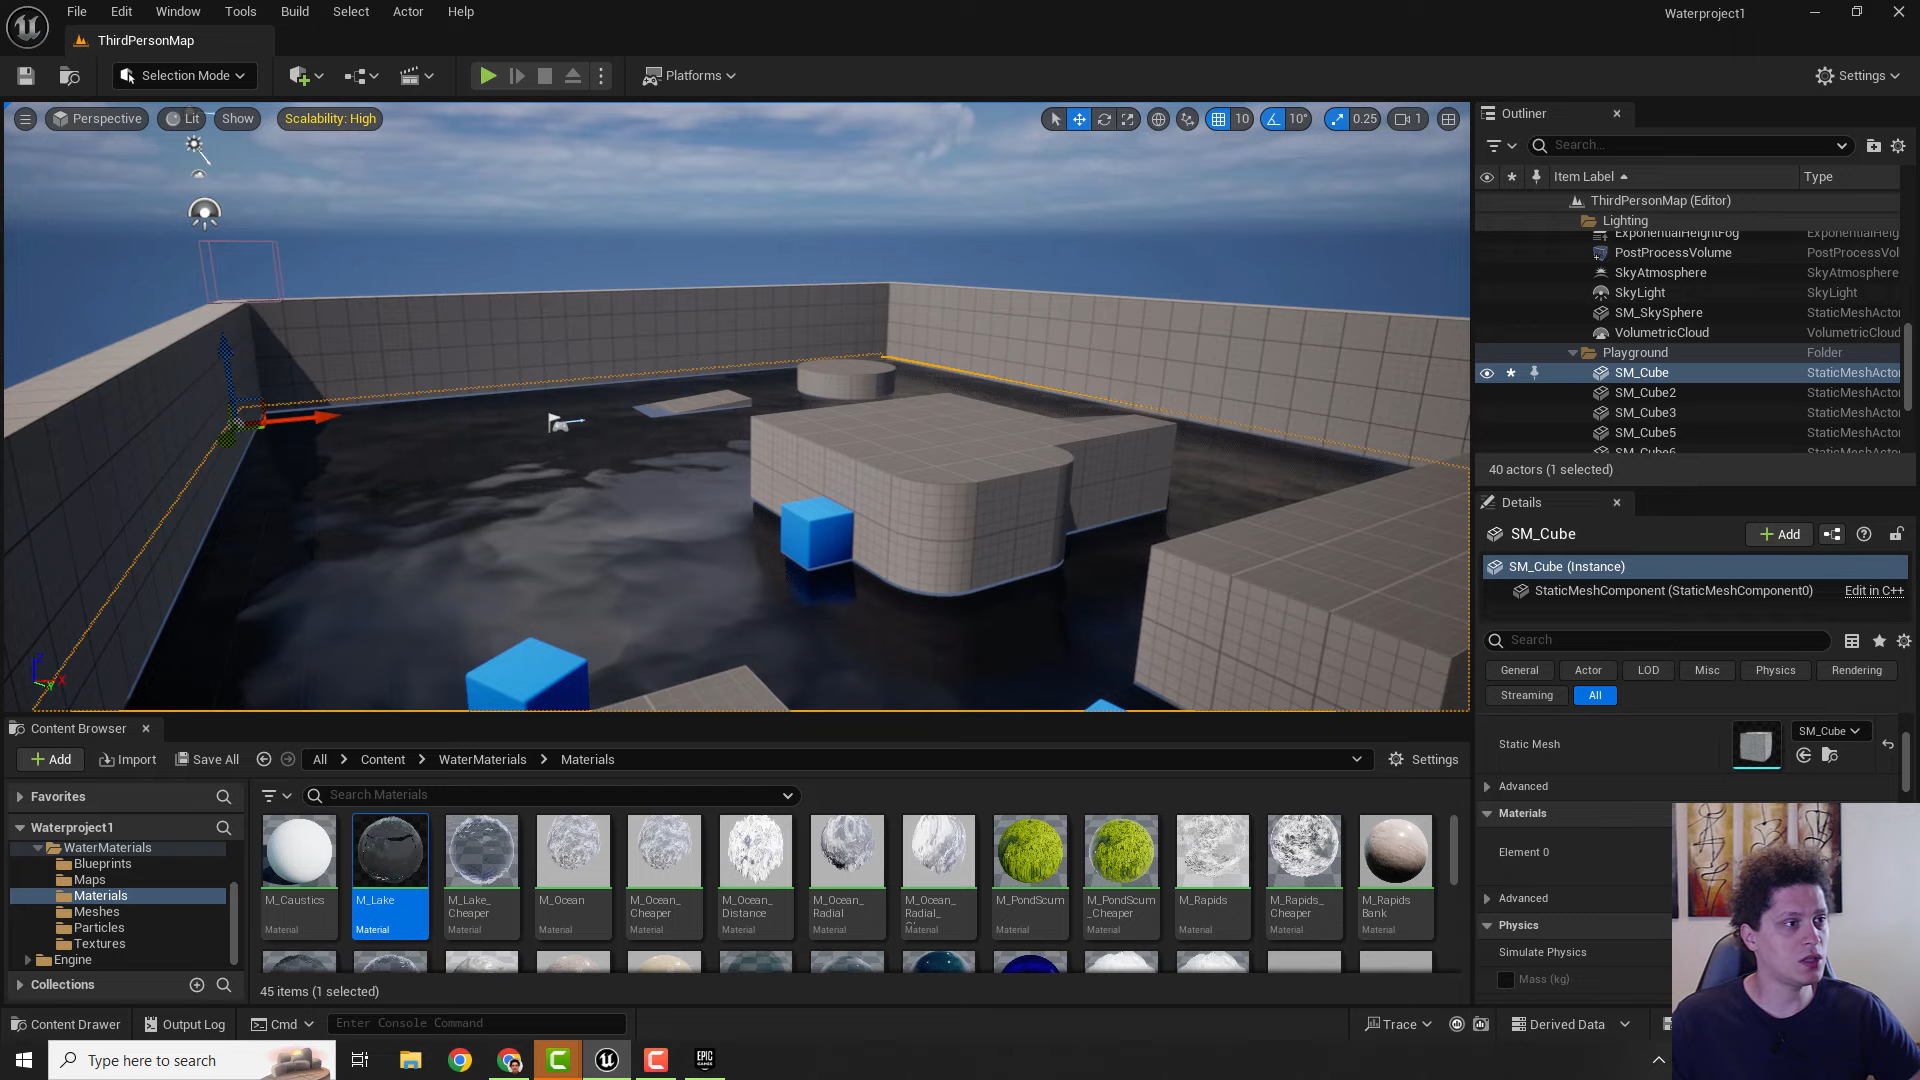 File Edit Window Tools Build Select Actor Help
Waterproject1
ThirdPersonMap
Selection Mode
Platforms
Settings
Perspective Lit Show Scalability: High
10 10° 0.25 1
Outliner
Search...
Item Label Type
ThirdPersonMap (Editor)
Lighting
ExponentialHeightFog ExponentialHeig
PostProcessVolume PostProcessVol
SkyAtmosphere SkyAtmosphere
SkyLight SkyLight
SM_SkySphere StaticMeshActo
VolumetricCloud VolumetricCloud
Playground Folder
SM_Cube StaticMeshActo
SM_Cube2 StaticMeshActo
SM_Cube3 StaticMeshActo
SM_Cube5 StaticMeshActo
SM_Cube6 StaticMeshActo
40 actors (1 selected)
Details
SM_Cube
Add
SM_Cube (Instance)
StaticMeshComponent (StaticMeshComponent0) Edit in C++
Search
General Actor LOD Misc Physics Rendering
Streaming All
Static Mesh SM_Cube
Advanced
Materials
Element 0
Advanced
Physics
Simulate Physics
Mass (kg)
Content Browser
Add Import Save All All Content WaterMaterials Materials Settings
Favorites
Waterproject1
WaterMaterials
Blueprints
Maps
Materials
Meshes
Particles
Textures
Engine
Collections
Search Materials
M_Caustics
Material
M_Lake
Material
M_Lake_
Cheaper
Material
M_Ocean
Material
M_Ocean_
Cheaper
Material
M_Ocean_
Distance
Material
M_Ocean_
Radial
Material
M_Ocean_
Radial_
Material
M_PondScum
Material
M_PondScum
_Cheaper
Material
M_Rapids
Material
M_Rapids_
Cheaper
Material
M_Rapids
Bank
Material
45 items (1 selected)
Content Drawer Output Log Cmd Enter Console Command Trace Derived Data
Type here to search
EPIC
GAMES
X
Y
Z